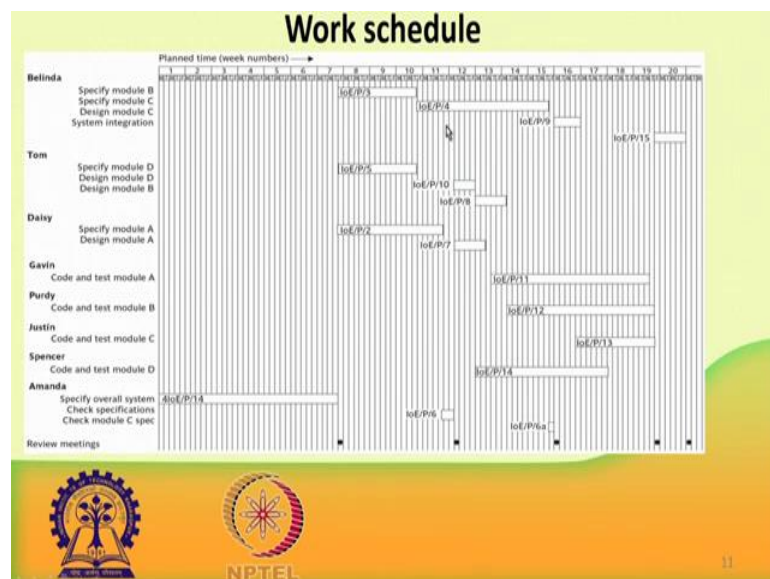 Work schedule
Planned time (week numbers)
1 2 3 4 5 6 7 8 9 10 11 12 13 14 15 16 17 18 19 20
Belinda
Specify module B IoE/P/3
Specify module C IoE/P/4
Design module C IoE/P/9
System integration IoE/P/15
Tom
Specify module D IoE/P/5
Design module D IoE/P/10
Design module B IoE/P/8
Daisy
Specify module A IoE/P/2
Design module A IoE/P/7
Gavin
Code and test module A IoE/P/11
Purdy
Code and test module B IoE/P/12
Justin
Code and test module C IoE/P/13
Spencer
Code and test module D IoE/P/14
Amanda
Specify overall system 4IoE/P/14
Check specifications IoE/P/6
Check module C spec IoE/P/6a
Review meetings
NPTEL
11